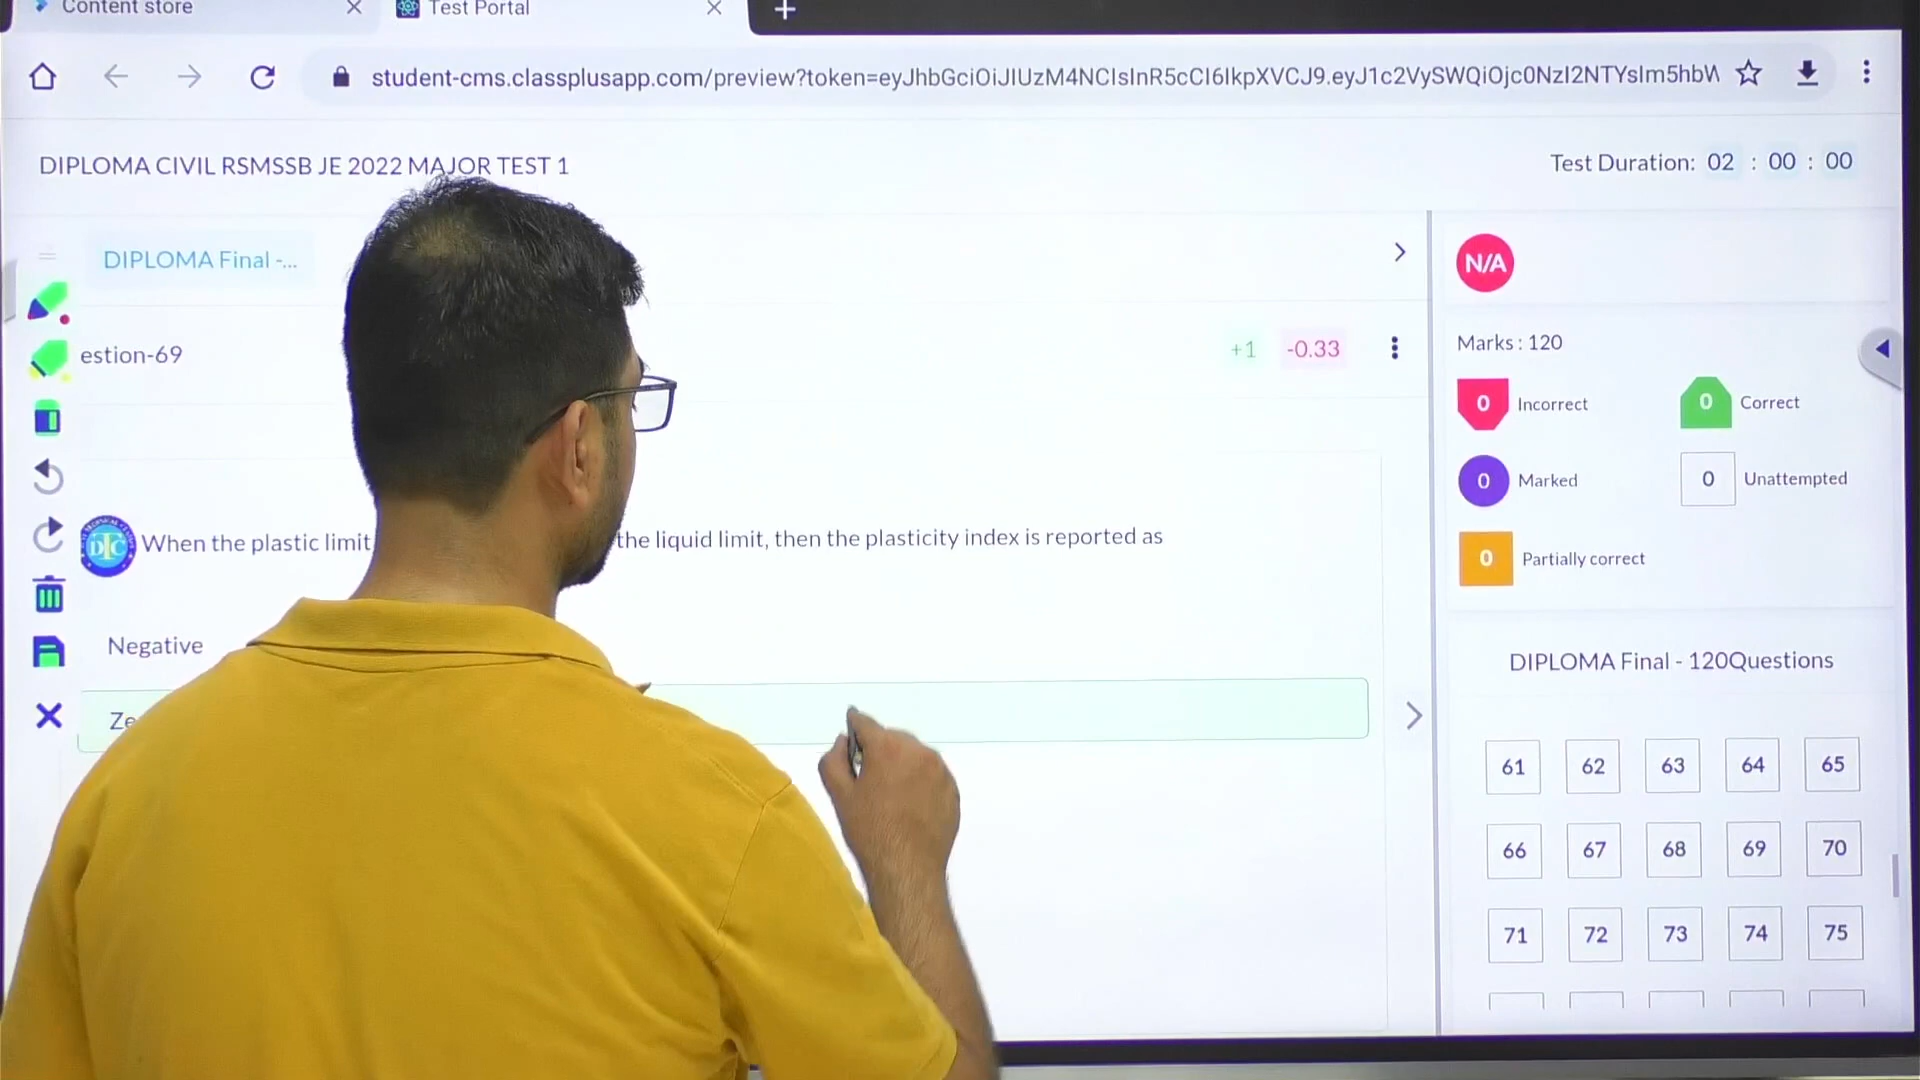 Content store
Test Portal
student-cms.classplusapp.com/preview?token=eyJhbGciOiJIUzM4NCIsInR5cCI6IkpXVCJ9.eyJ1c2VySWQiOjc0NzI2NTYsIm5hbW
DIPLOMA CIVIL RSMSSB JE 2022 MAJOR TEST 1
Test Duration: 02 : 00 : 00
DIPLOMA Final -...
N/A
estion-69
+1 -0.33
Marks : 120
0 Incorrect
0 Correct
0 Marked
0 Unattempted
0 Partially correct
DTC
When the plastic limit the liquid limit, then the plasticity index is reported as
Negative
DIPLOMA Final - 120Questions
61 62 63 64 65
66 67 68 69 70
71 72 73 74 75